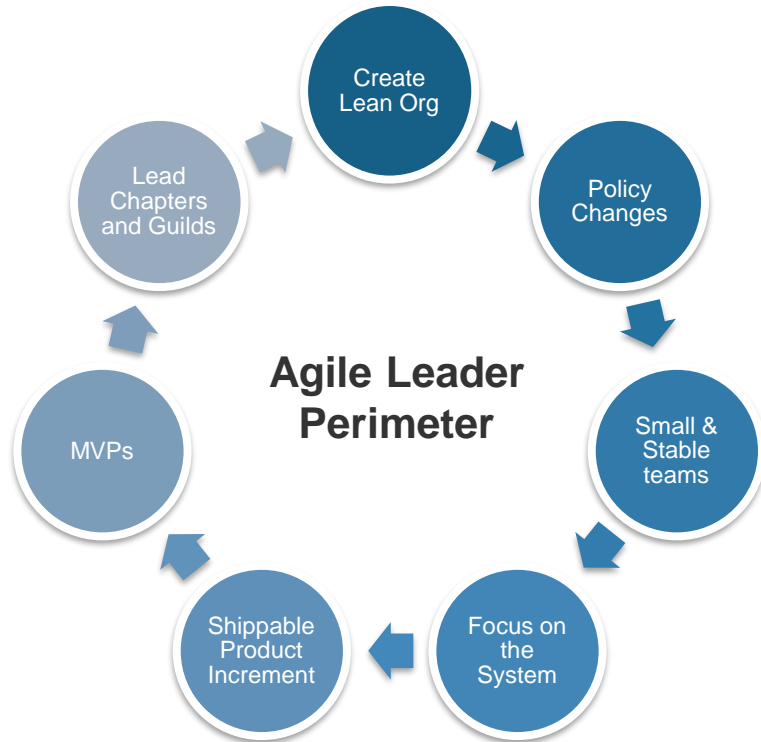 Create
Lean Org
Policy
Changes
Small &
Stable
teams
Focus on
the
System
Shippable
Product
Increment
MVPs
Lead
Chapters
and Guilds
Agile Leader
Perimeter